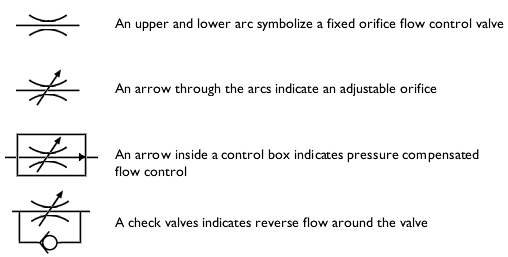 An upper and lower arc symbolize a fixed orifice flow control valve
An arrow through the arcs indicate an adjustable orifice
An arrow inside a control box indicates pressure compensated
flow control
A check valves indicates reverse flow around the valve